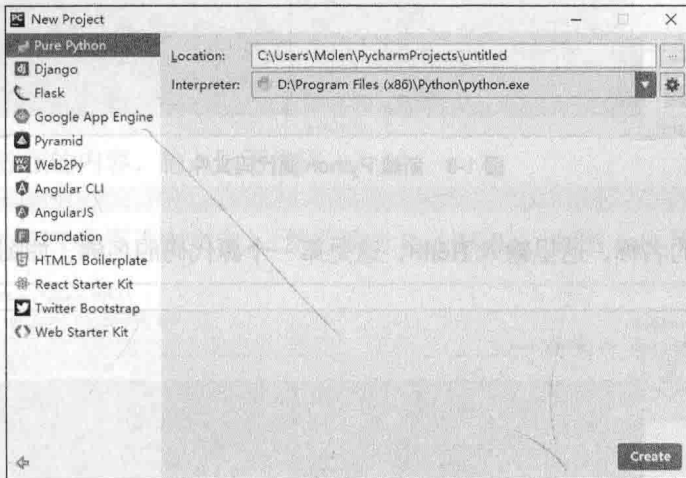 New Project
Pure Python
Django
Flask
Google App Engine
Pyramid
Web2Py
Angular CLI
AngularJS
Foundation
HTML5 Boilerplate
React Starter Kit
Twitter Bootstrap
Web Starter Kit
Location: C:\Users\Molen\PycharmProjects\untitled ...
Interpreter: D:\Program Files (x86)\Python\python.exe
Create